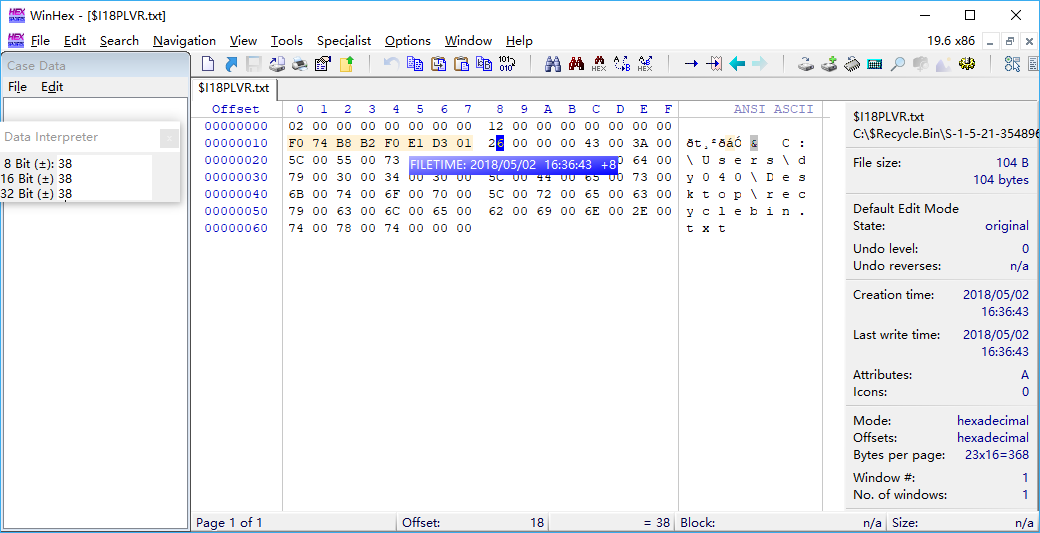 WinHex - [$I18PLVR.txt]
File Edit Search Navigation View Tools Specialist Options Window Help 19.6 x86
Case Data
File Edit
Data Interpreter
8 Bit (±): 38
16 Bit (±): 38
32 Bit (±): 38
$I18PLVR.txt
Offset 0 1 2 3 4 5 6 7 8 9 A B C D E F ANSI ASCII
00000000 02 00 00 00 00 00 00 00 12 00 00 00 00 00 00 00
00000010 F0 74 B8 B2 F0 E1 D3 01 26 00 00 00 43 00 3A 00 ðt¸²ðáÓ & C :
00000020 5C 00 55 00 73 64 00 \ U s e r s \ d
FILETIME: 2018/05/02 16:36:43 +8
00000030 79 00 30 00 34 00 30 00 5C 00 44 00 65 00 73 00 y 0 4 0 \ D e s
00000040 6B 00 74 00 6F 00 70 00 5C 00 72 00 65 00 63 00 k t o p \ r e c
00000050 79 00 63 00 6C 00 65 00 62 00 69 00 6E 00 2E 00 y c l e b i n .
00000060 74 00 78 00 74 00 00 00 t x t
$I18PLVR.txt
C:\$Recycle.Bin\S-1-5-21-354896
File size: 104 B
104 bytes
Default Edit Mode
State: original
Undo level: 0
Undo reverses: n/a
Creation time: 2018/05/02
16:36:43
Last write time: 2018/05/02
16:36:43
Attributes: A
Icons: 0
Mode: hexadecimal
Offsets: hexadecimal
Bytes per page: 23x16=368
Window #: 1
No. of windows: 1
Page 1 of 1 Offset: 18 = 38 Block: n/a Size: n/a